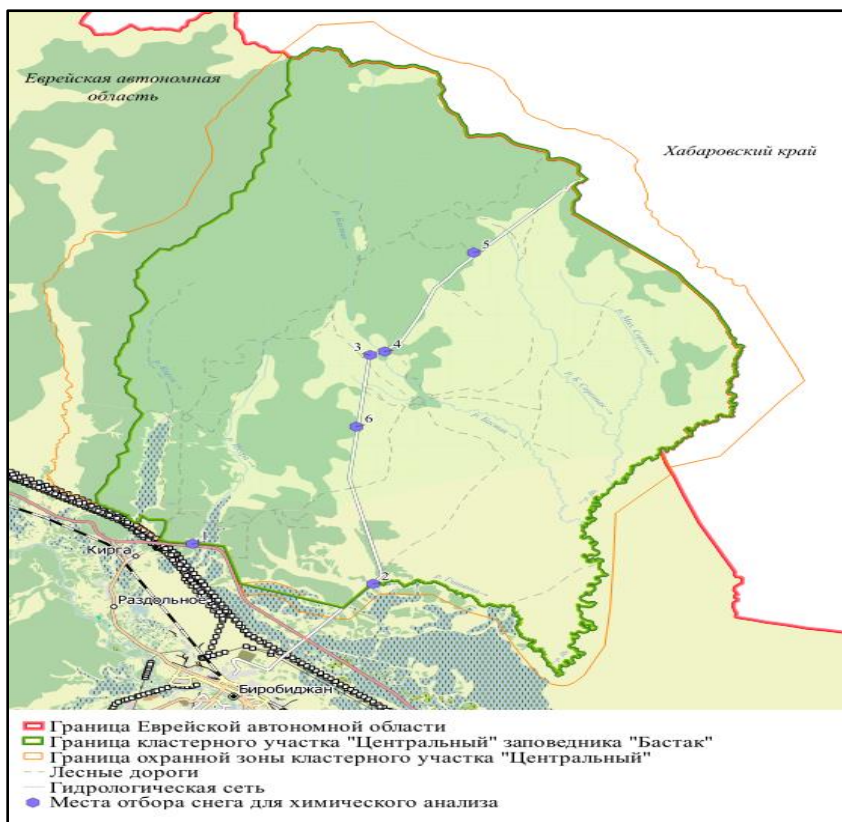 Еврейская автономная
область
Хабаровский край
5
3
4
6
1
2
Кирга
Раздольное
Биробиджан
Граница Еврейской автономной области
Граница кластерного участка "Центральный" заповедника "Бастак"
Граница охранной зоны кластерного участка "Центральный"
Лесные дороги
Гидрологическая сеть
Места отбора снега для химического анализа